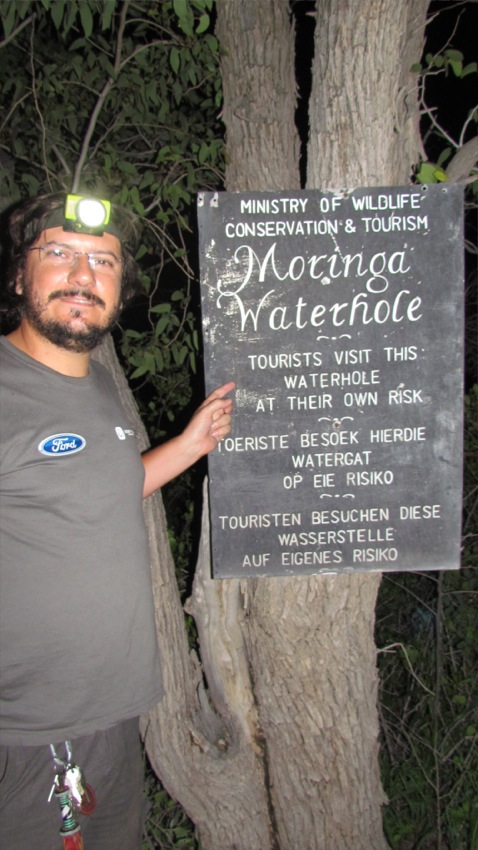 MINISTRY OF WILDLIFE
CONSERVATION & TOURISM
Moringa
Waterhole
TOURISTS VISIT THIS
WATERHOLE
AT THEIR OWN RISK
TOERISTE BESOEK HIERDIE
WATERGAT
OP EIE RISIKO
TOURISTEN BESUCHEN DIESE
WASSERSTELLE
AUF EIGENES RISIKO
Ford